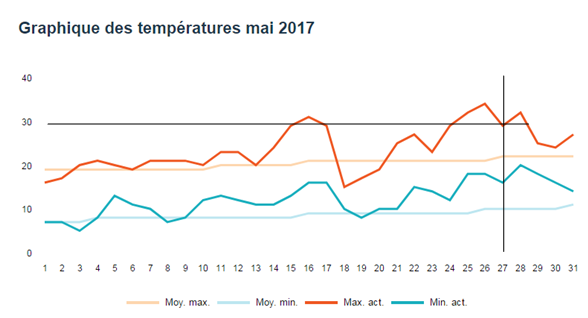 Graphique des températures mai 2017
40
30
20
10
0
1 2 3 4 5 6 7 8 9 10 11 12 13 14 15 16 17 18 19 20 21 22 23 24 25 26 27 28 29 30 31
Moy. max. Moy. min. Max. act. Min. act.